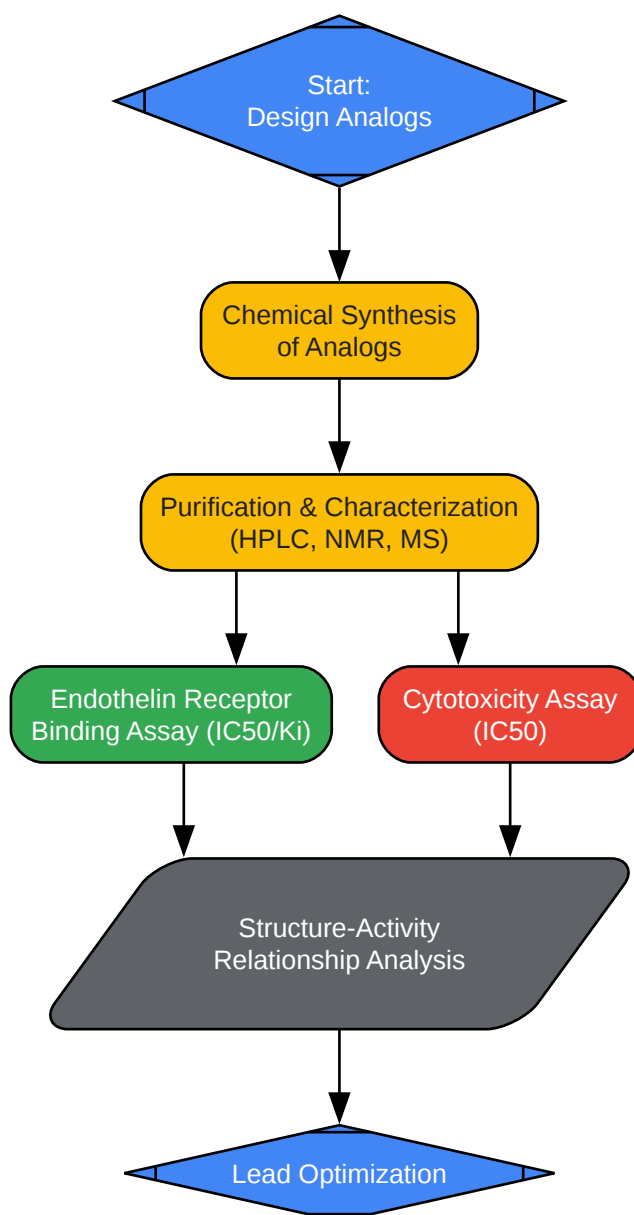 Start:
Design Analogs
Chemical Synthesis
of Analogs
Purification & Characterization
(HPLC, NMR, MS)
Endothelin Receptor
Binding Assay (IC50/Ki)
Cytotoxicity Assay
(IC50)
Structure-Activity
Relationship Analysis
Lead Optimization